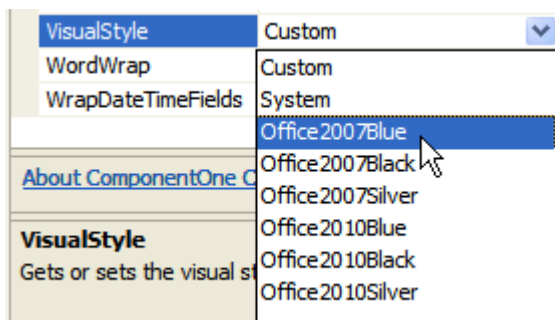 VisualStyle Custom
WordWrap Custom
WrapDateTimeFields System
Office2007Blue
Office2007Black
About ComponentOne C
Office2007Silver
Office2010Blue
VisualStyle
Office2010Black
Gets or sets the visual st
Office2010Silver